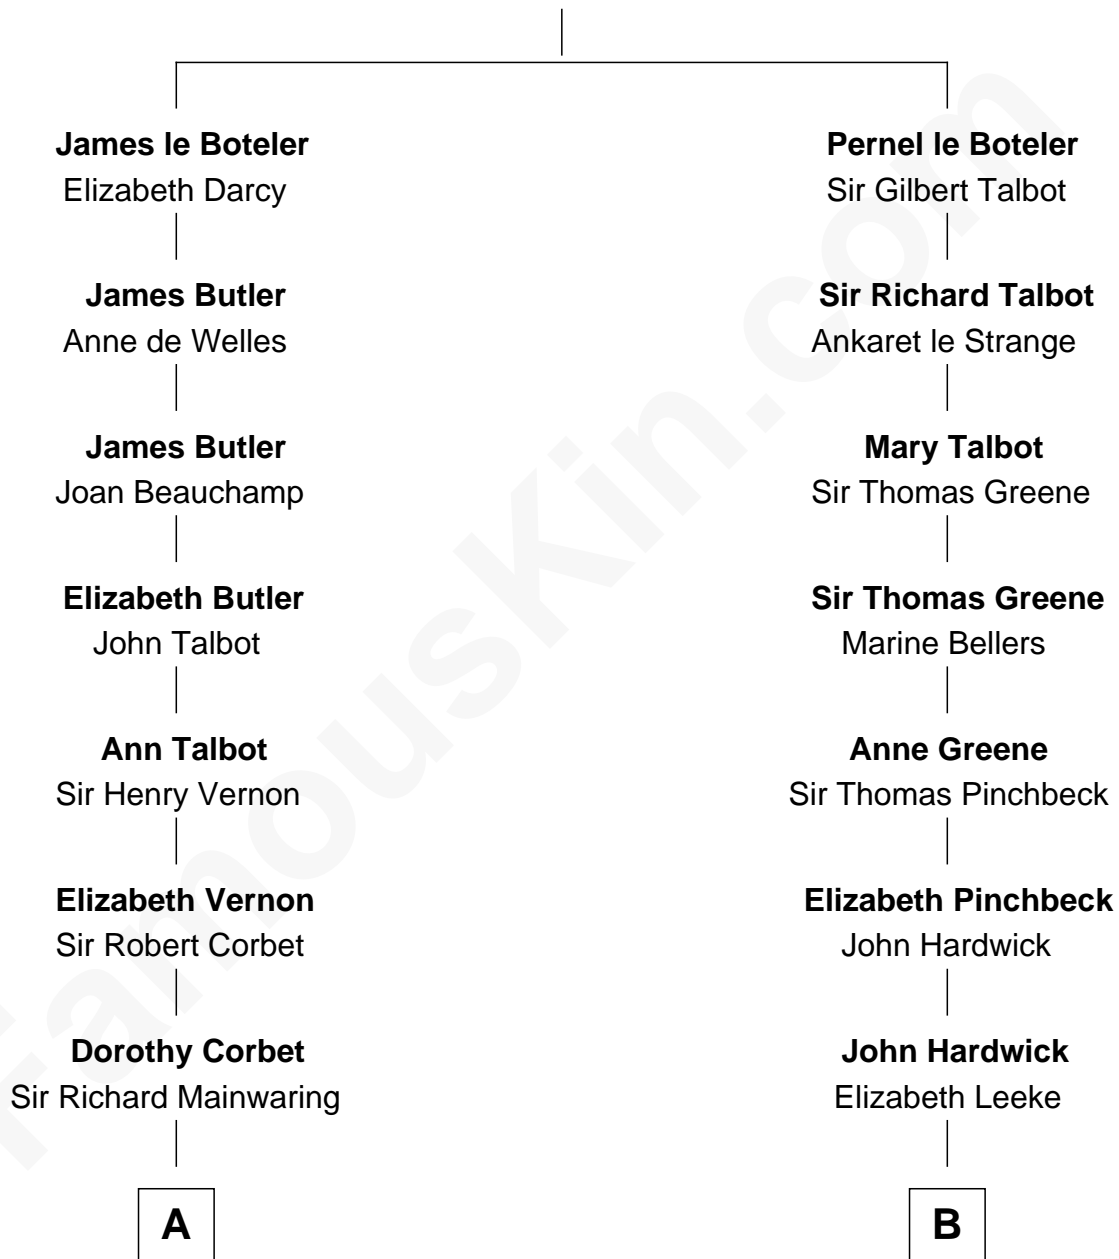 James le Boteler
Elizabeth Darcy
James Butler
Anne de Welles
James Butler
Joan Beauchamp
Elizabeth Butler
John Talbot
Ann Talbot
Sir Henry Vernon
Elizabeth Vernon
Sir Robert Corbet
Dorothy Corbet
Sir Richard Mainwaring
A
Pernel le Boteler
Sir Gilbert Talbot
Sir Richard Talbot
Ankaret le Strange
Mary Talbot
Sir Thomas Greene
Sir Thomas Greene
Marine Bellers
Anne Greene
Sir Thomas Pinchbeck
Elizabeth Pinchbeck
John Hardwick
John Hardwick
Elizabeth Leeke
B
FamousKin.com